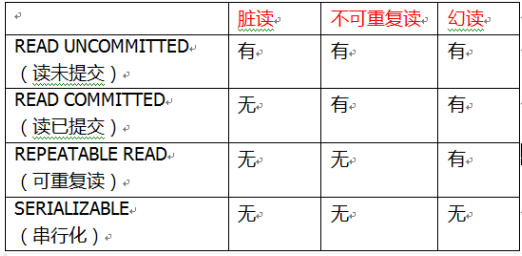 脏读 不可重复读 幻读
READ UNCOMMITTED 有 有 有
（读未提交）
READ COMMITTED 无 有 有
（读已提交）
REPEATABLE READ 无 无 有
（可重复读）
SERIALIZABLE 无 无 无
（串行化）